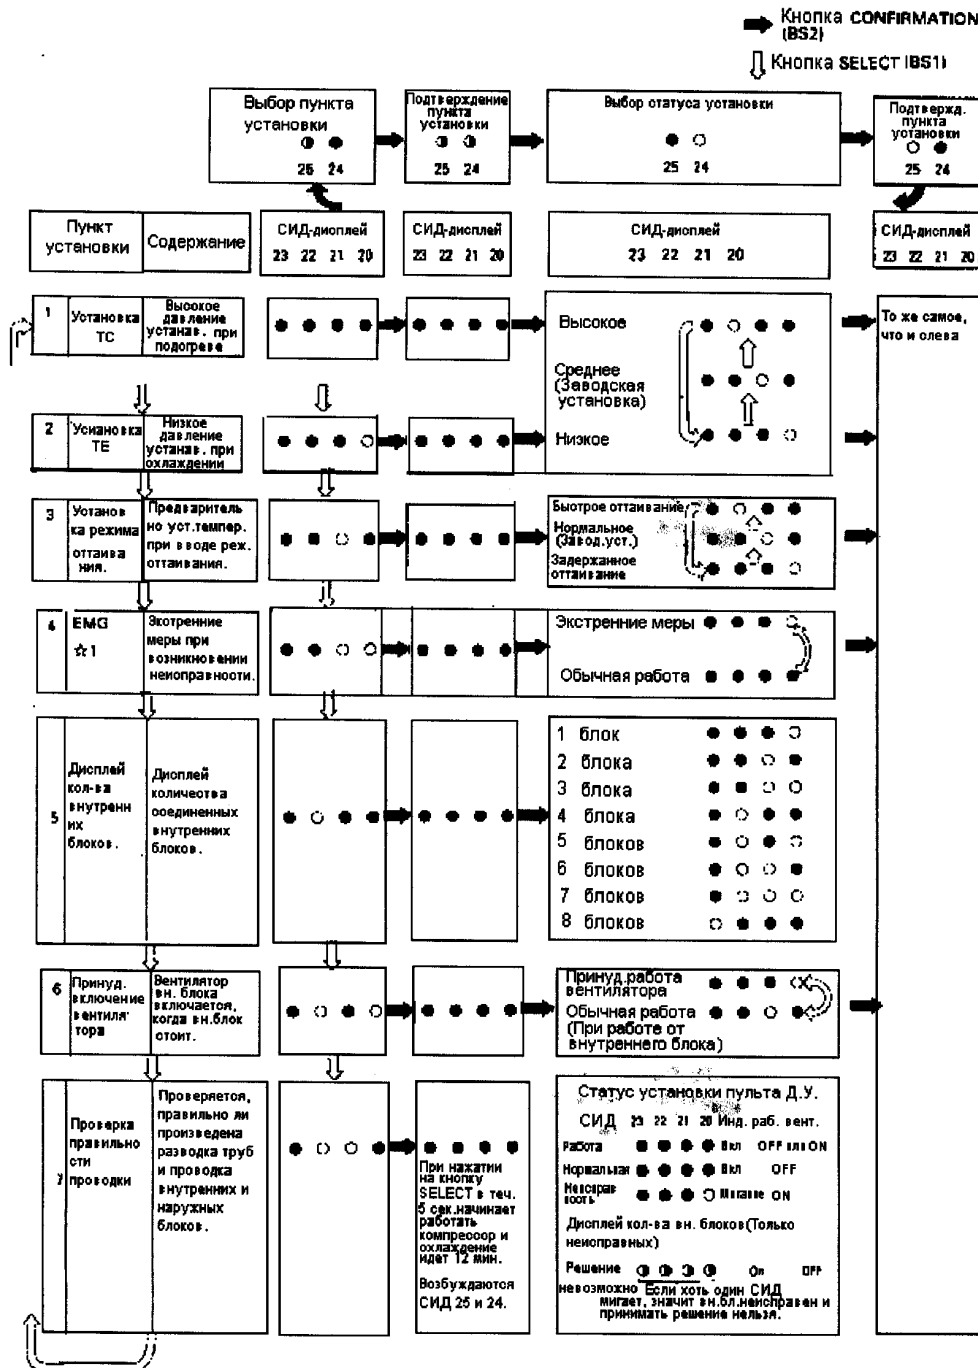 Кнопка CONFIRMATION
(BS2)
Кнопка SELECT (BS1)
Выбор пункта
установки
25 24
Подтверждение
пункта
установки
25 24
Выбор статуса установки
25 24
Подтвержд.
пункта
установки
25 24
Пункт
установки
Содержание
СИД-дисплей
23 22 21 20
СИД-дисплей
23 22 21 20
СИД-дисплей
23 22 21 20
СИД-дисплей
23 22 21 20
1
Установка
TC
Высокое
давление
устанав. при
подогреве
Высокое
Среднее
(Заводская
установка)
Низкое
То же самое,
что и олева
2
Усиановка
TE
Низкое
давление
устанав. при
охлаждении
3
Установ
ка режима
оттаива
ния.
Предваритель
но уст.темпер.
при вводе реж.
оттаивания.
Быстрое оттаивание
Нормальное
(Завод.уст.)
Задержанное
оттаивание
4
EMG
☆1
Экотренние
меры при
возникновении
неиоправности.
Экстренние меры
Обычная работа
5
Дисплей
кол-ва
внутренн
их
блоков.
Дисплей
количества
соединенных
внутренних
блоков.
1 блок
2 блока
3 блока
4 блока
5 блоков
6 блоков
7 блоков
8 блоков
6
Принуд.
включение
вентиля
тора
Вентилятор
вн. блока
включается,
когда вн.блок
стоит.
Принуд.работа
вентилятора
Обычная работа
(При работе от
внутреннего блока)
7
Проверка
правильно
сти
проводки
Проверяется,
правильно ли
произведена
разводка труб
и проводка
внутренних и
наружных
блоков.
При нажатии
на кнопку
SELECT в теч.
5 сек.начинает
работать
компрессор и
охлаждение
идет 12 мин.
Возбуждаются
СИД 25 и 24.
Статус установки пульта Д.У.
СИД 23 22 21 20 Инд. раб. вент.
Работа Вкл OFF или ON
Нормальная Вкл OFF
Неисправ
ность Мигание ON
Дисплей кол-ва вн. блоков(Только
неисправных)
Решение On OFF
невозможно Если хоть один СИД
мигает, значит вн.бл.неисправен и
принимать решение нельзя.